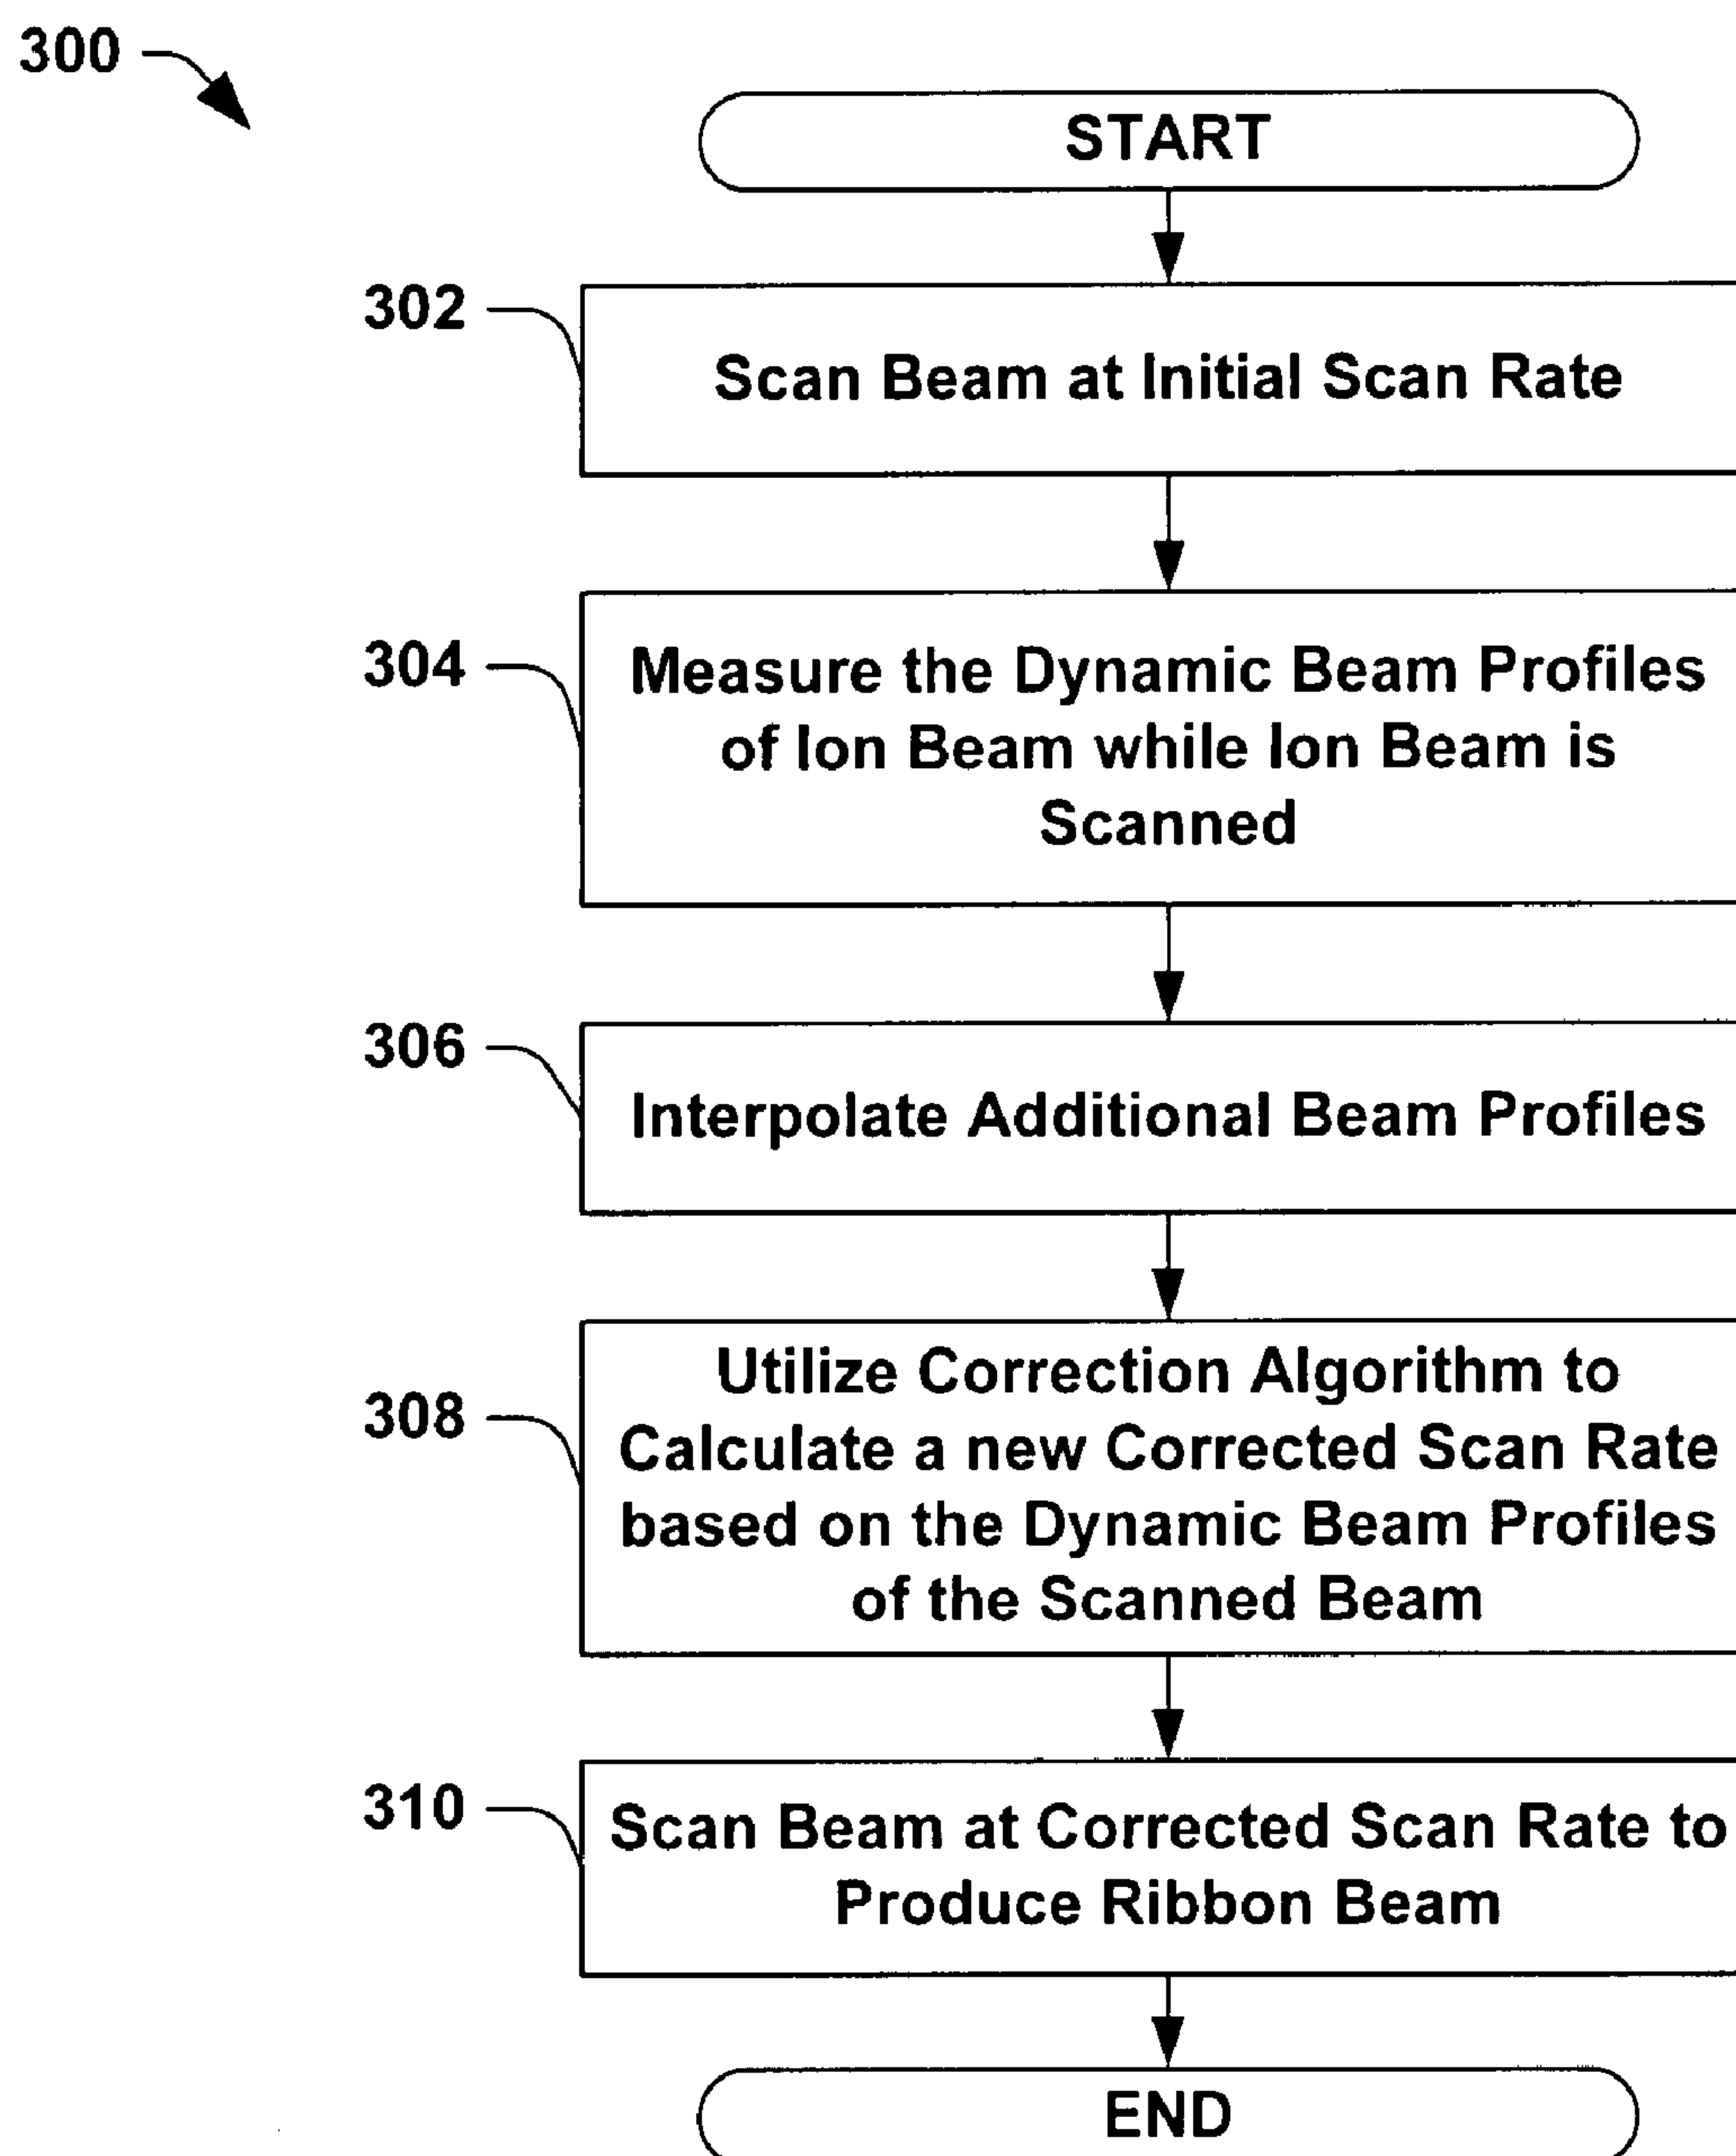 300
START
302
Scan Beam at Initial Scan Rate
304
Measure the Dynamic Beam Profiles
of Ion Beam while Ion Beam is
Scanned
306
Interpolate Additional Beam Profiles
308
Utilize Correction Algorithm to
Calculate a new Corrected Scan Rate
based on the Dynamic Beam Profiles
of the Scanned Beam
310
Scan Beam at Corrected Scan Rate to
Produce Ribbon Beam
END